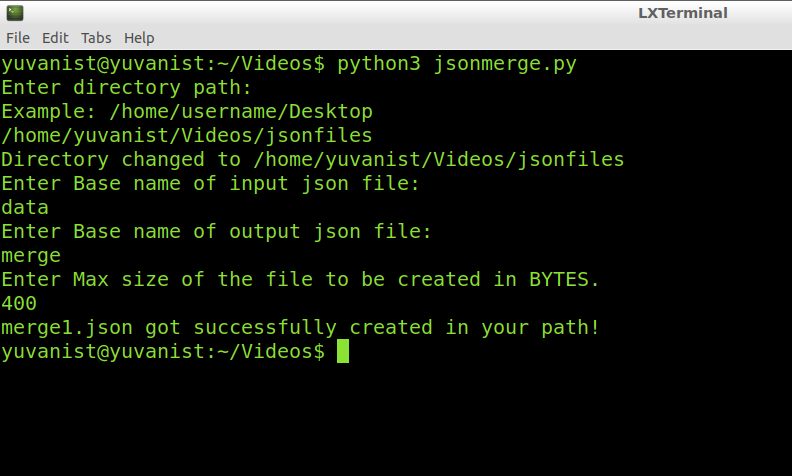 LXTerminal
File Edit Tabs Help
yuvanist@yuvanist:~/Videos$ python3 jsonmerge.py
Enter directory path:
Example: /home/username/Desktop
/home/yuvanist/Videos/jsonfiles
Directory changed to /home/yuvanist/Videos/jsonfiles
Enter Base name of input json file:
data
Enter Base name of output json file:
merge
Enter Max size of the file to be created in BYTES.
400
merge1.json got successfully created in your path!
yuvanist@yuvanist:~/Videos$